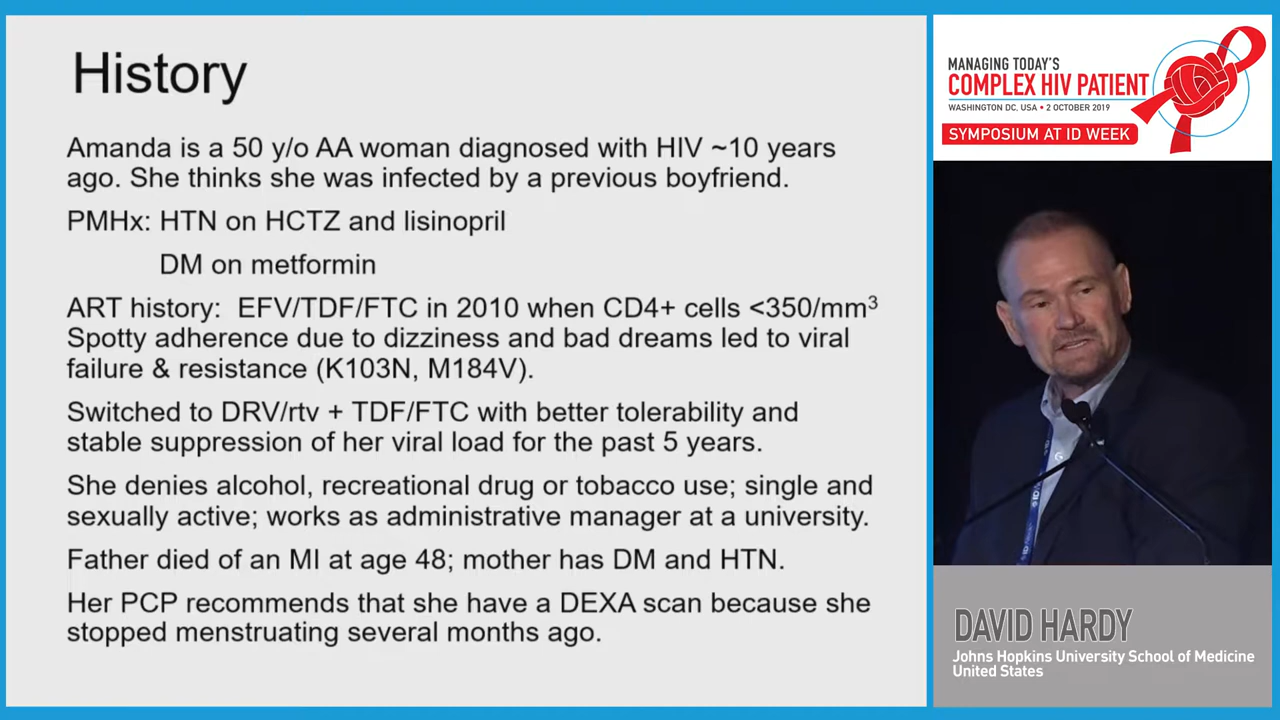 History
Amanda is a 50 y/o AA woman diagnosed with HIV ~10 years
ago. She thinks she was infected by a previous boyfriend.
PMHx: HTN on HCTZ and lisinopril
DM on metformin
ART history: EFV/TDF/FTC in 2010 when CD4+ cells <350/mm³
Spotty adherence due to dizziness and bad dreams led to viral
failure & resistance (K103N, M184V).
Switched to DRV/rtv + TDF/FTC with better tolerability and
stable suppression of her viral load for the past 5 years.
She denies alcohol, recreational drug or tobacco use; single and
sexually active; works as administrative manager at a university.
Father died of an MI at age 48; mother has DM and HTN.
Her PCP recommends that she have a DEXA scan because she
stopped menstruating several months ago.
MANAGING TODAY'S
COMPLEX HIV PATIENT
WASHINGTON DC, USA • 2 OCTOBER 2019
SYMPOSIUM AT ID WEEK
DAVID HARDY
Johns Hopkins University School of Medicine
United States